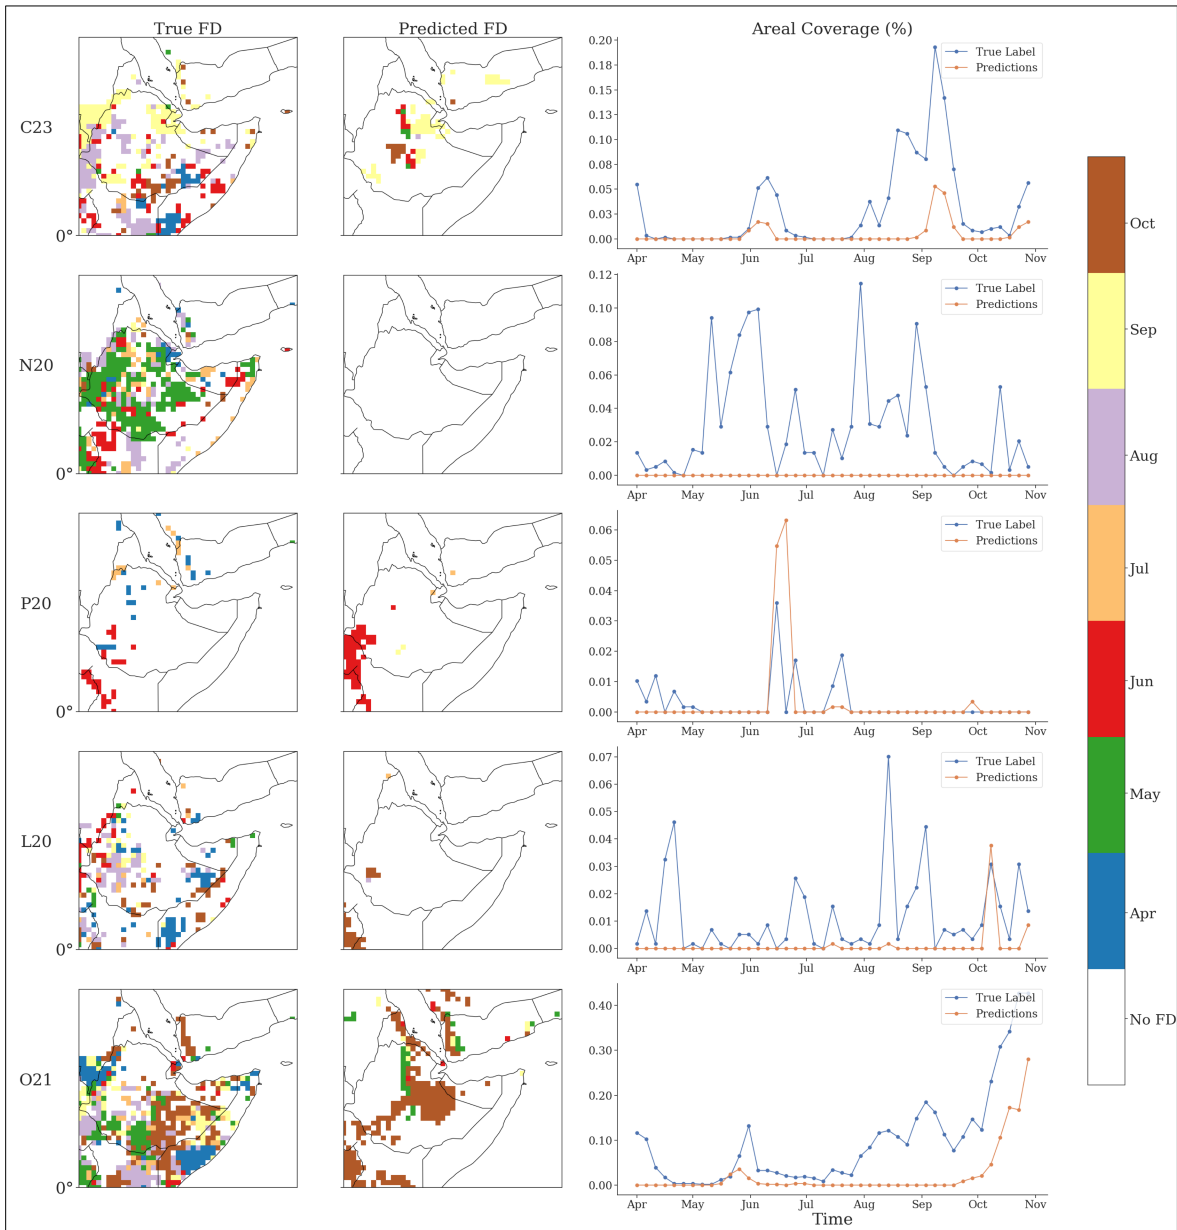 True FD
Predicted FD
Areal Coverage (%)
C23
0°
0.20
0.18
0.15
0.13
0.10
0.08
0.05
0.03
0.00
True Label
Predictions
Apr May Jun Jul Aug Sep Oct Nov
N20
0°
0.12
0.10
0.08
0.06
0.04
0.02
0.00
True Label
Predictions
Apr May Jun Jul Aug Sep Oct Nov
P20
0°
0.06
0.05
0.04
0.03
0.02
0.01
0.00
True Label
Predictions
Apr May Jun Jul Aug Sep Oct Nov
L20
0°
0.07
0.06
0.05
0.04
0.03
0.01
0.01
0.00
True Label
Predictions
Apr May Jun Jul Aug Sep Oct Nov
O21
0°
0.40
0.30
0.20
0.10
0.00
True Label
Predictions
Apr May Jun Jul Aug Sep Oct Nov
Time
Oct
Sep
Aug
Jul
Jun
May
Apr
No FD